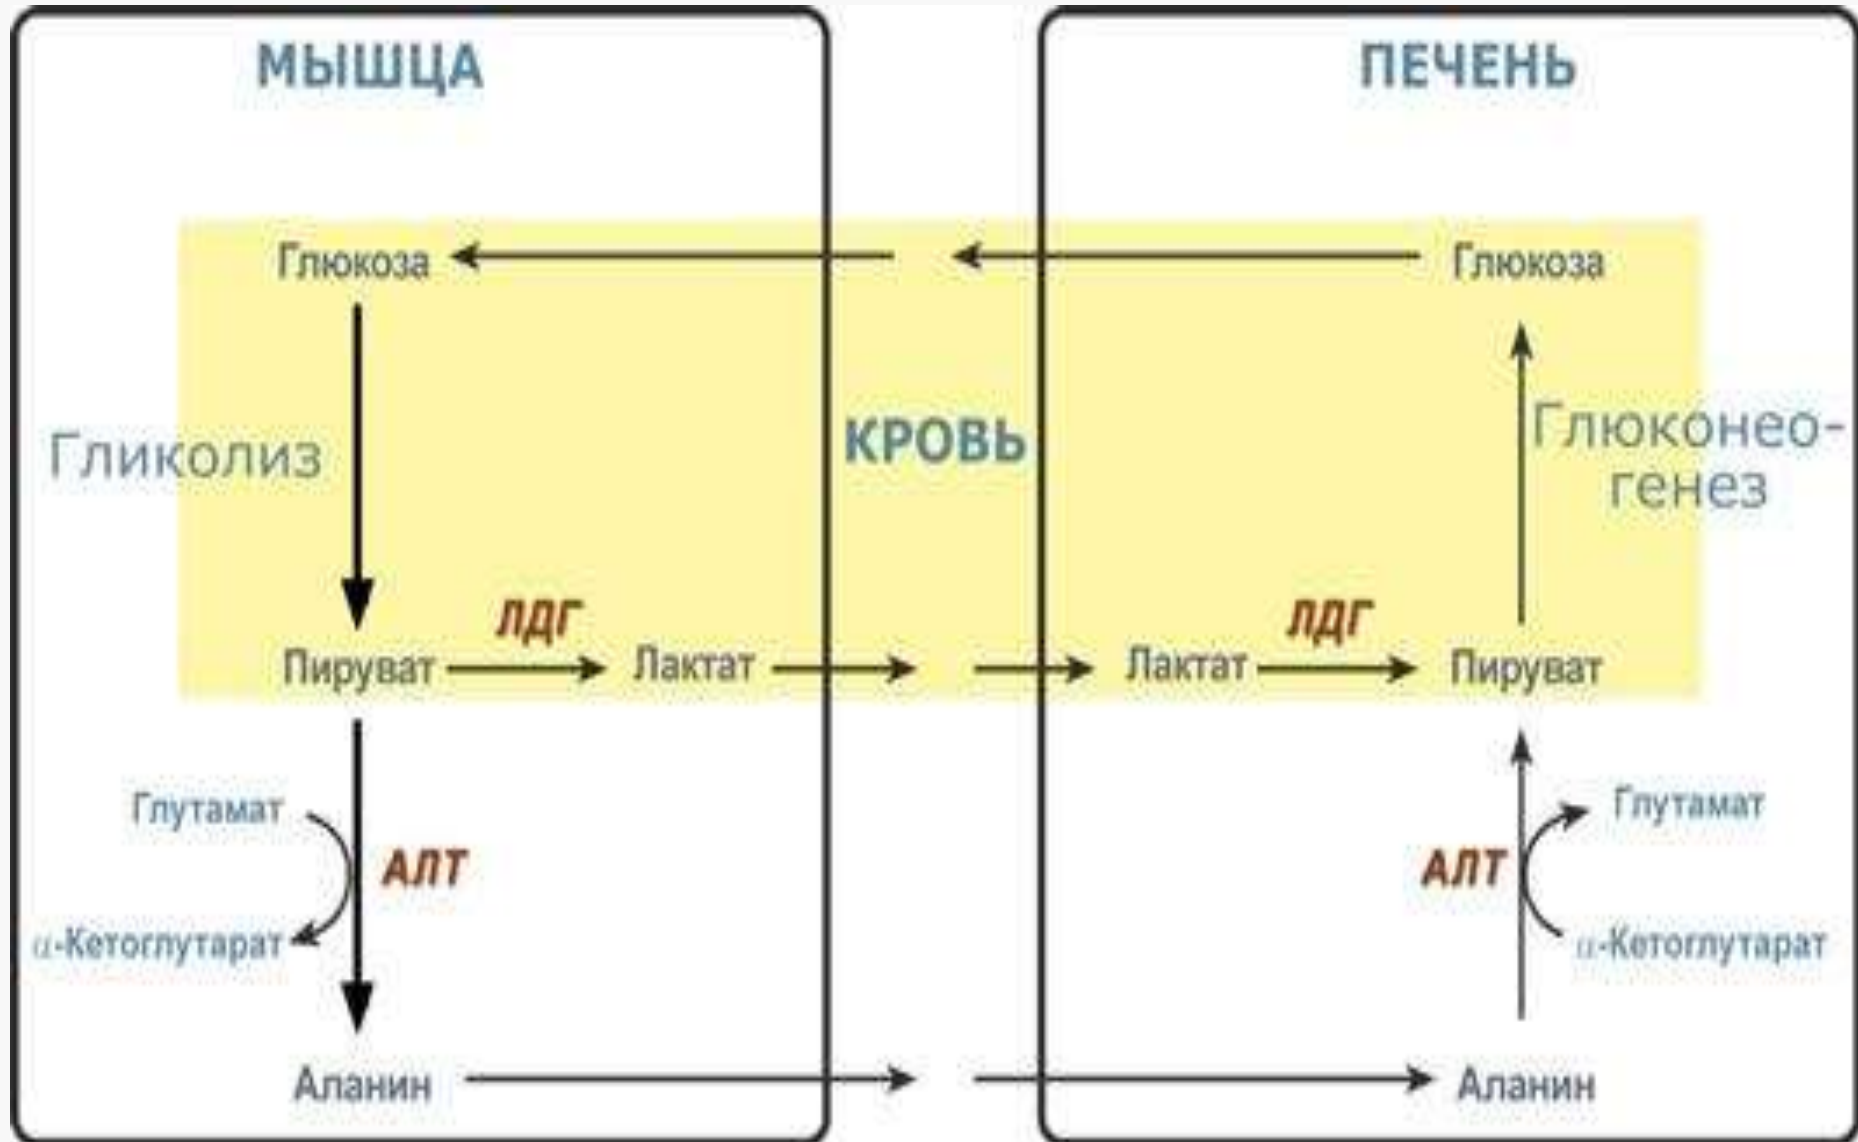 МЫШЦА
ПЕЧЕНЬ
Глюкоза
Глюкоза
Гликолиз
КРОВЬ
Глюконео-
генез
ЛДГ
ЛДГ
Пируват
Лактат
Лактат
Пируват
Глутамат
Глутамат
АЛТ
АЛТ
α-Кетоглутарат
α-Кетоглутарат
Аланин
Аланин